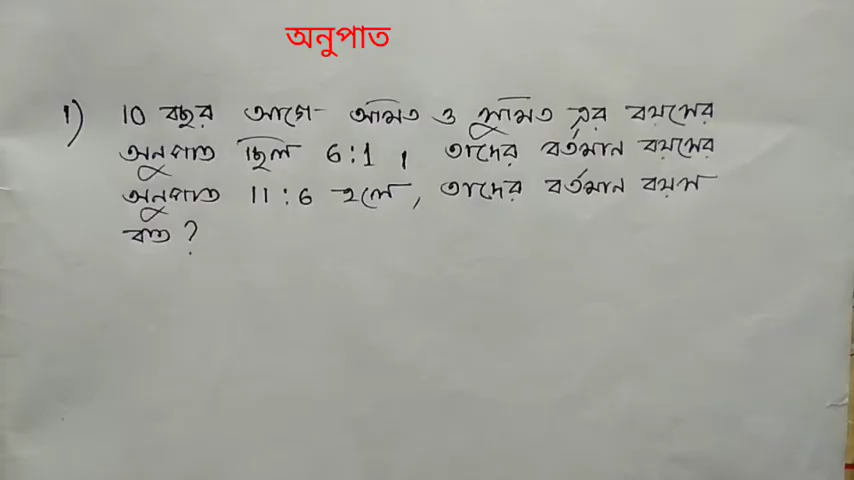 অনুপাত
1) 10 বছর আগে অমিত ও সুমিত এর বয়সের
অনুপাত ছিল 6:1 । তাদের বর্তমান বয়সের
অনুপাত 11:6 হলে, তাদের বর্তমান বয়স
কত ?